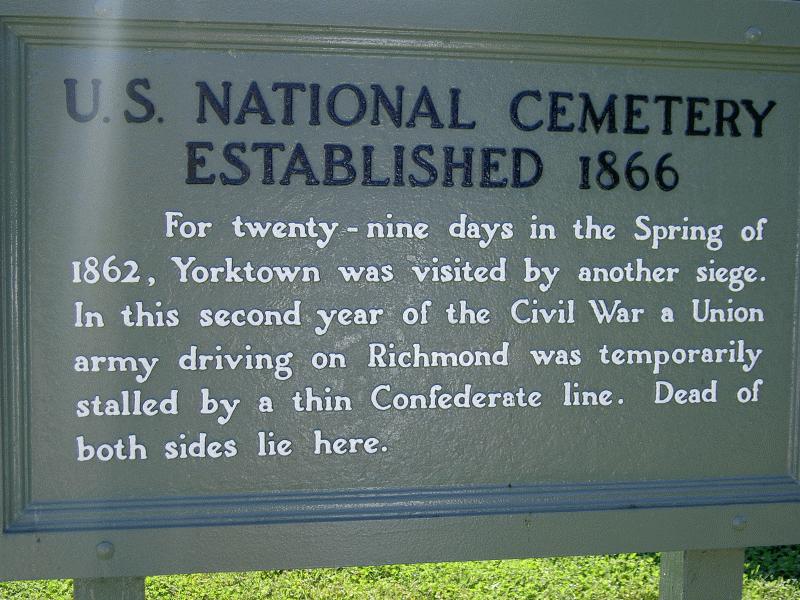 U.S. NATIONAL CEMETERY
ESTABLISHED 1866
For twenty-nine days in the Spring of
1862, Yorktown was visited by another siege.
In this second year of the Civil War a Union
army driving on Richmond was temporarily
stalled by a thin Confederate line. Dead of
both sides lie here.